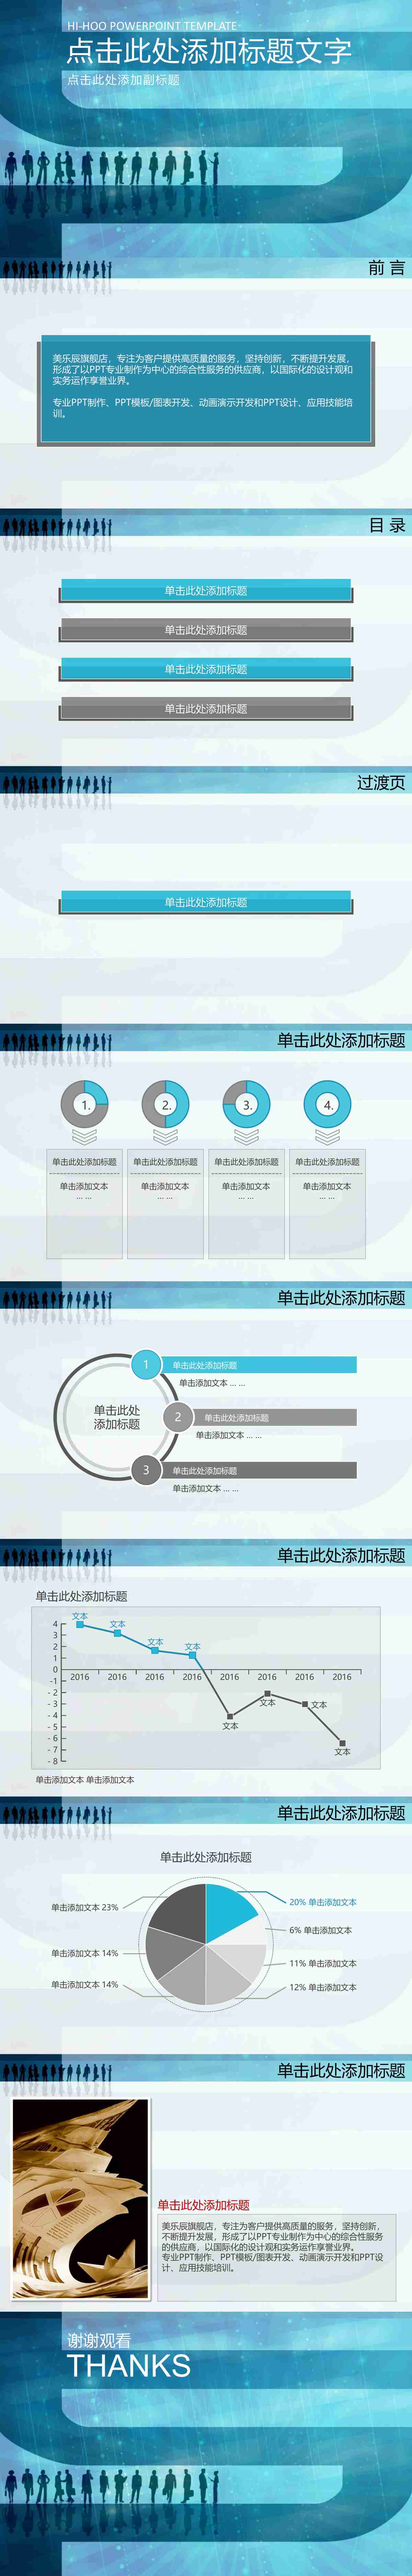 HI-HOO POWERPOINT TEMPLATE
点击此处添加标题文字
点击此处添加副标题
前 言
美乐辰旗舰店，专注为客户提供高质量的服务，坚持创新，不断提升发展，
形成了以PPT专业制作为中心的综合性服务的供应商，以国际化的设计观和
实务运作享誉业界。
专业PPT制作、PPT模板/图表开发、动画演示开发和PPT设计、应用技能培
训。
目 录
单击此处添加标题
单击此处添加标题
单击此处添加标题
单击此处添加标题
过渡页
单击此处添加标题
单击此处添加标题
1. 2. 3. 4.
单击此处添加标题 单击此处添加标题 单击此处添加标题 单击此处添加标题
单击添加文本 单击添加文本 单击添加文本 单击添加文本
... ... ... ... ... ... ... ...
单击此处添加标题
1 单击此处添加标题
单击添加文本 ... ...
单击此处
添加标题
2 单击此处添加标题
单击添加文本 ... ...
3 单击此处添加标题
单击添加文本 ... ...
单击此处添加标题
单击此处添加标题
文本 文本 文本 文本 文本 文本 文本 文本
4
3
2
1
0
- 1
- 2
- 3
- 4
- 5
- 6
- 7
- 8
2016 2016 2016 2016 2016 2016 2016 2016
单击添加文本 单击添加文本
单击此处添加标题
单击此处添加标题
单击添加文本 23%
单击添加文本 14%
单击添加文本 14%
20% 单击添加文本
6% 单击添加文本
11% 单击添加文本
12% 单击添加文本
单击此处添加标题
单击此处添加标题
美乐辰旗舰店，专注为客户提供高质量的服务，坚持创新，
不断提升发展，形成了以PPT专业制作为中心的综合性服务
的供应商，以国际化的设计观和实务运作享誉业界。
专业PPT制作、PPT模板/图表开发、动画演示开发和PPT设
计、应用技能培训。
谢谢观看
THANKS